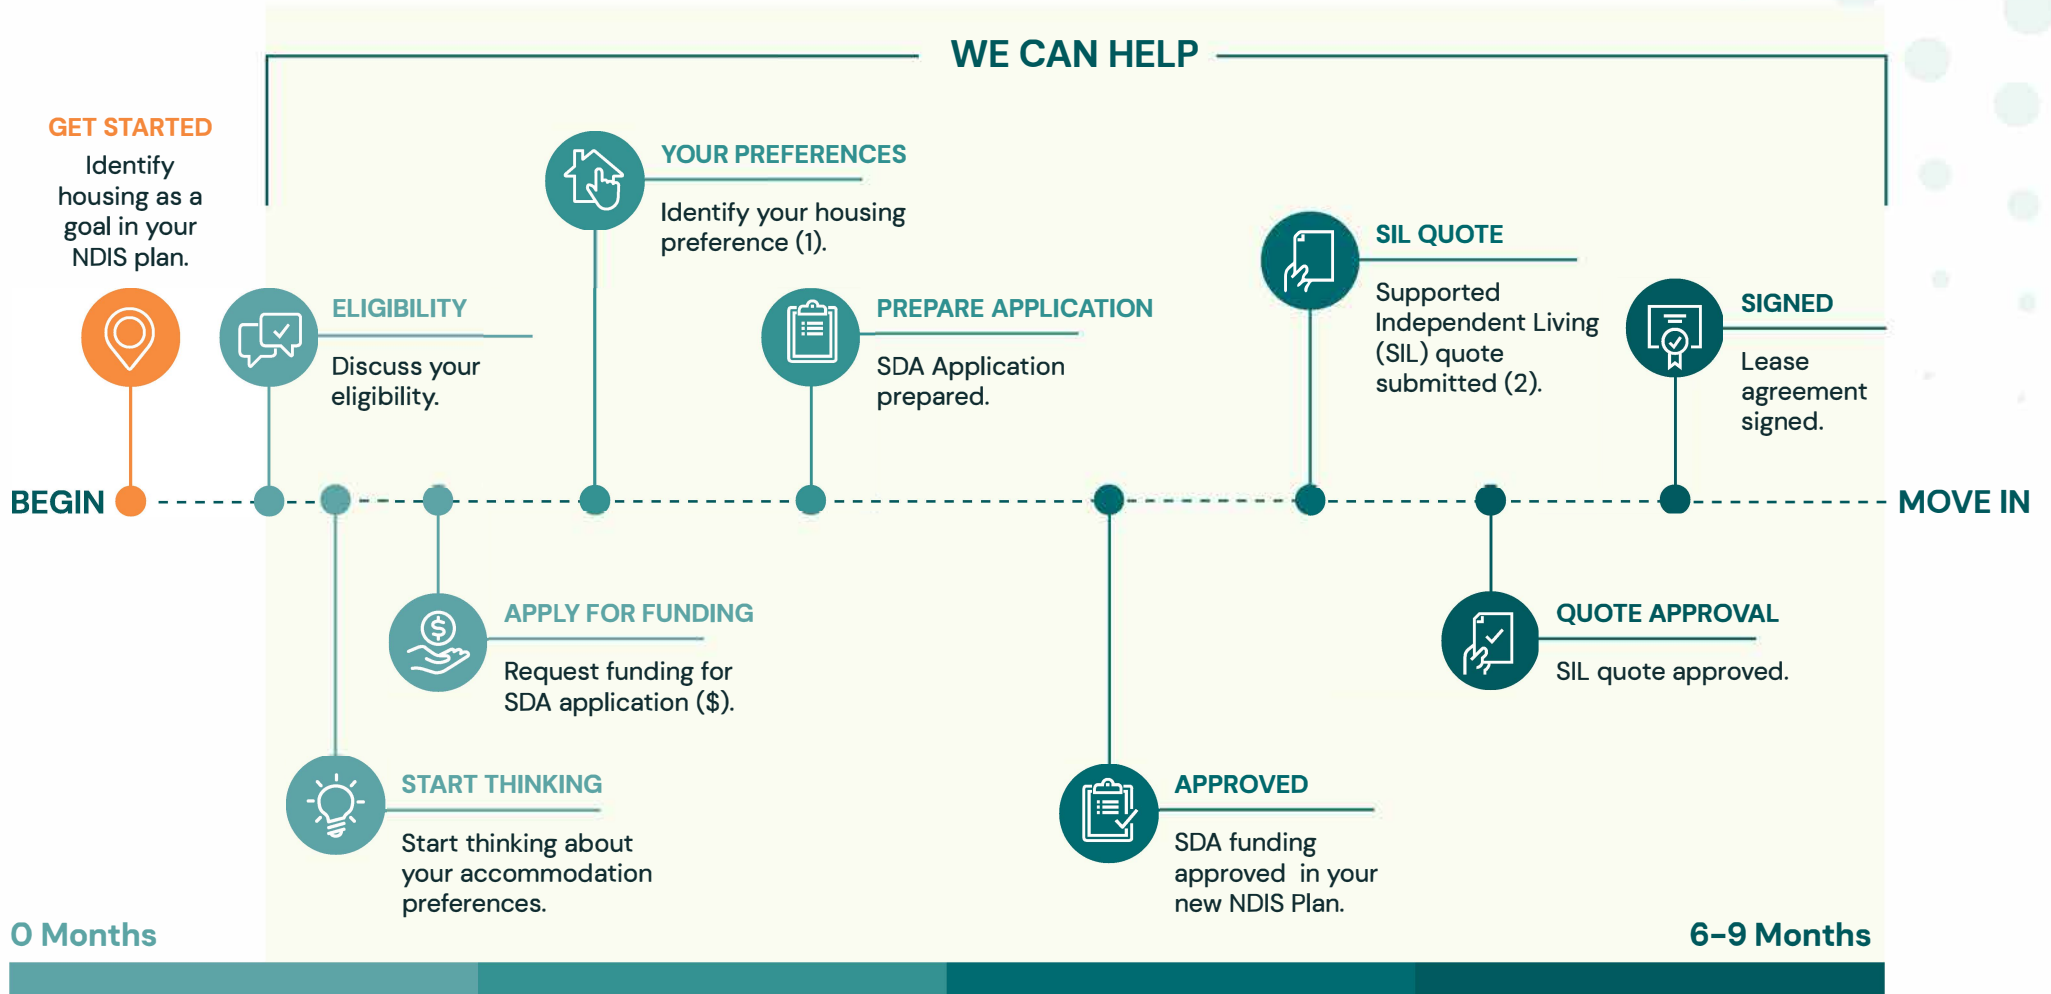 WE CAN HELP
GET STARTED
Identify
housing as a
goal in your
NDIS plan.
ELIGIBILITY
Discuss your
eligibility.
YOUR PREFERENCES
Identify your housing
preference (1).
PREPARE APPLICATION
SDA Application
prepared.
SIL QUOTE
Supported
Independent Living
(SIL) quote
submitted (2).
SIGNED
Lease
agreement
signed.
BEGIN
MOVE IN
START THINKING
Start thinking about
your accommodation
preferences.
APPLY FOR FUNDING
$
Request funding for
SDA application ($).
APPROVED
SDA funding
approved in your
new NDIS Plan.
QUOTE APPROVAL
SIL quote approved.
0 Months
6-9 Months